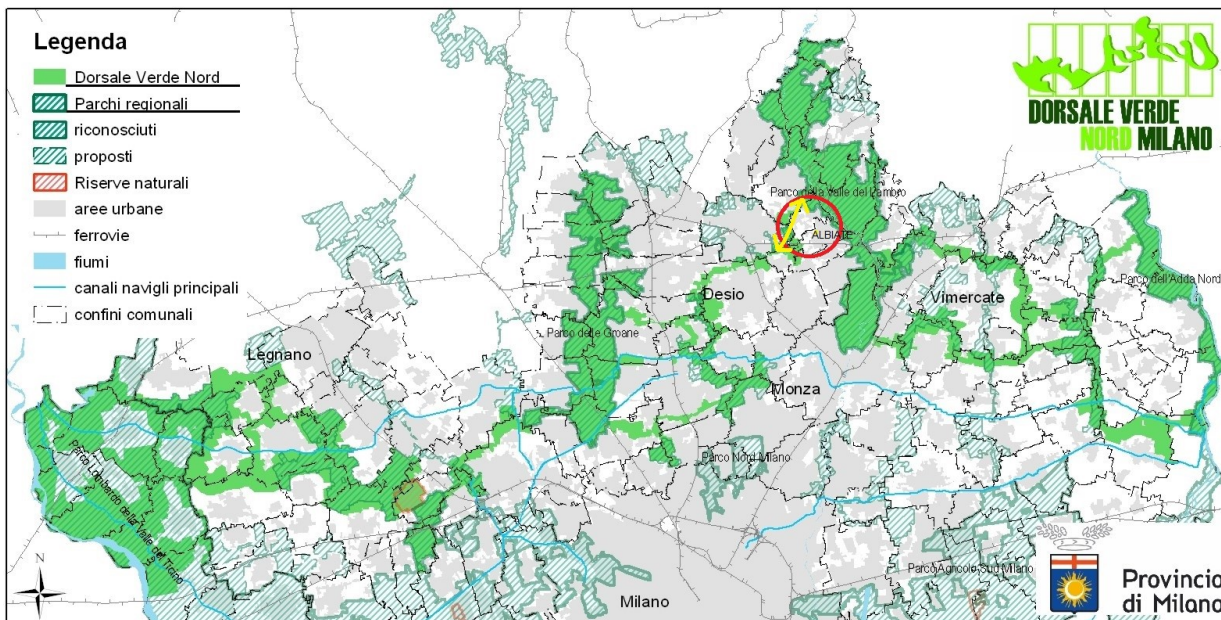 Legenda
Dorsale Verde Nord
Parchi regionali
riconosciuti
proposti
Riserve naturali
aree urbane
ferrovie
fiumi
canali navigli principali
confini comunali
DORSALE VERDE
NORD MILANO
Parco della Valle del Lambro
ALBIATE
Parco dell'Adda Nord
Desio
Vimercate
Parco delle Groane
Legnano
Monza
Parco Nord Milano
Parco Lombardo della Valle del Ticino
Parco Agricolo Sud Milano
Milano
N
Provincia
di Milano